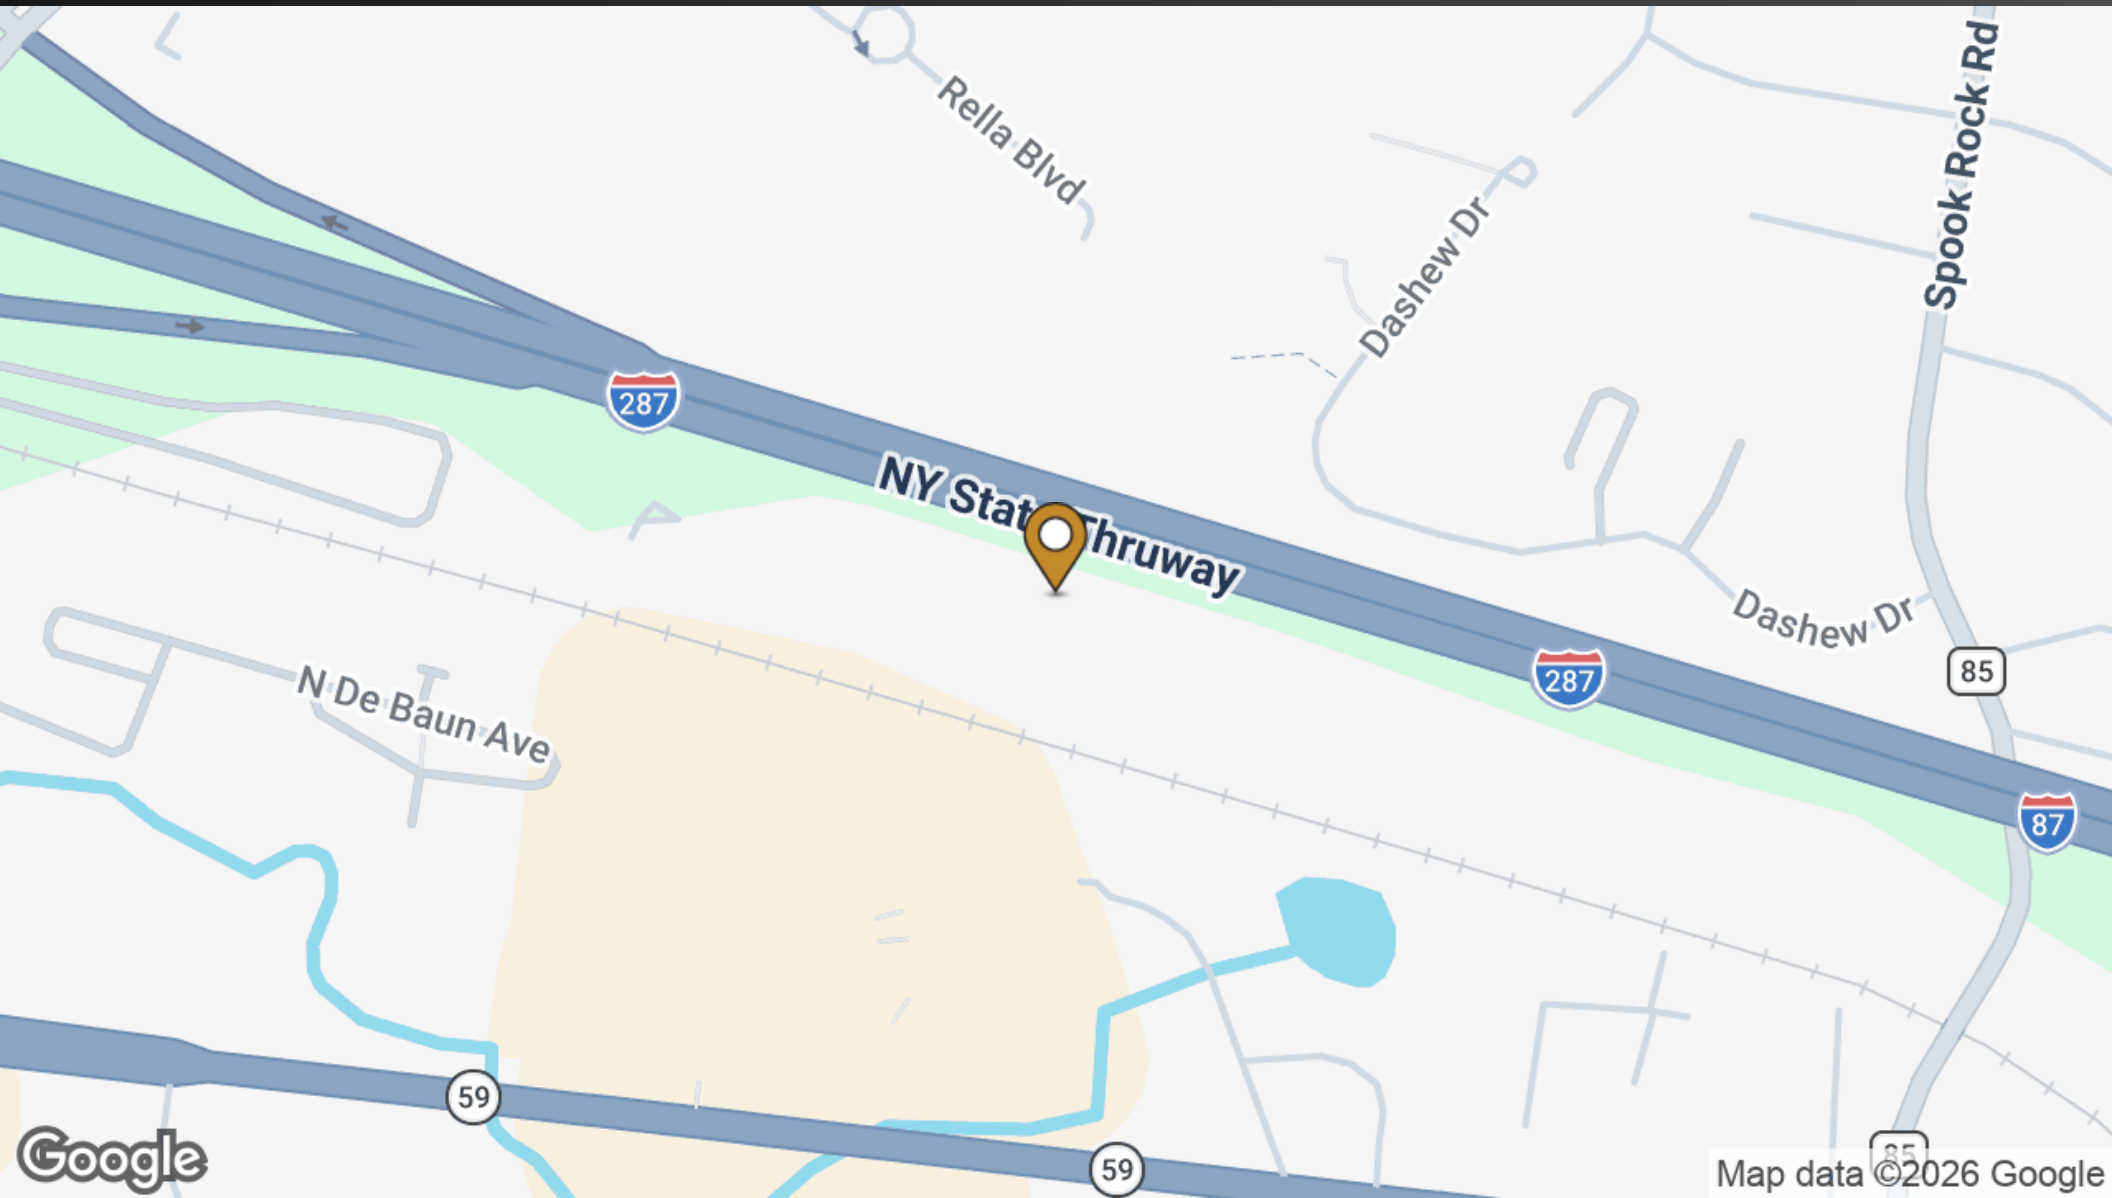 Rella Blvd
Spook Rock Rd
Dashew Dr
287
NY State Thruway
Dashew Dr
287
85
N De Baun Ave
87
59
59
85
Google
Map data ©2026 Google